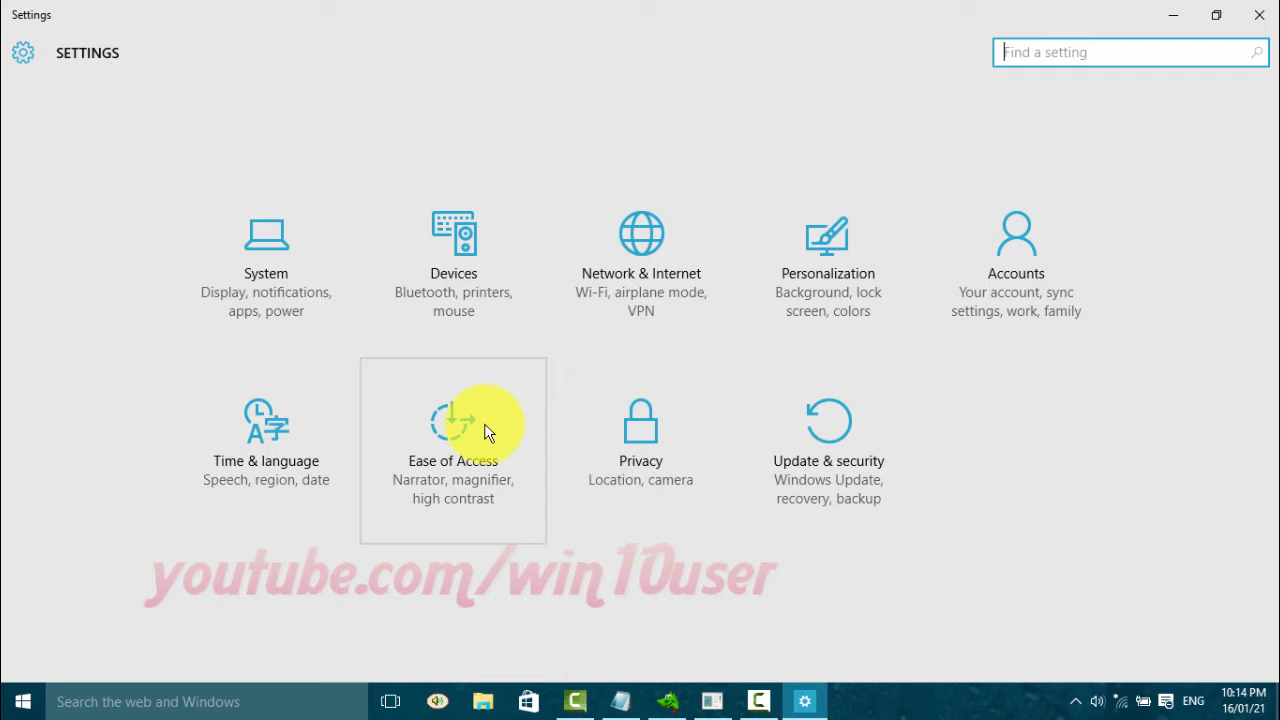 Settings
SETTINGS
Find a setting
System
Display, notifications,
apps, power
Devices
Bluetooth, printers,
mouse
Network & Internet
Wi-Fi, airplane mode,
VPN
Personalization
Background, lock
screen, colors
Accounts
Your account, sync
settings, work, family
Time & language
Speech, region, date
Ease of Access
Narrator, magnifier,
high contrast
Privacy
Location, camera
Update & security
Windows Update,
recovery, backup
youtube.com/win10user
Search the web and Windows
ENG
10:14 PM
16/01/21